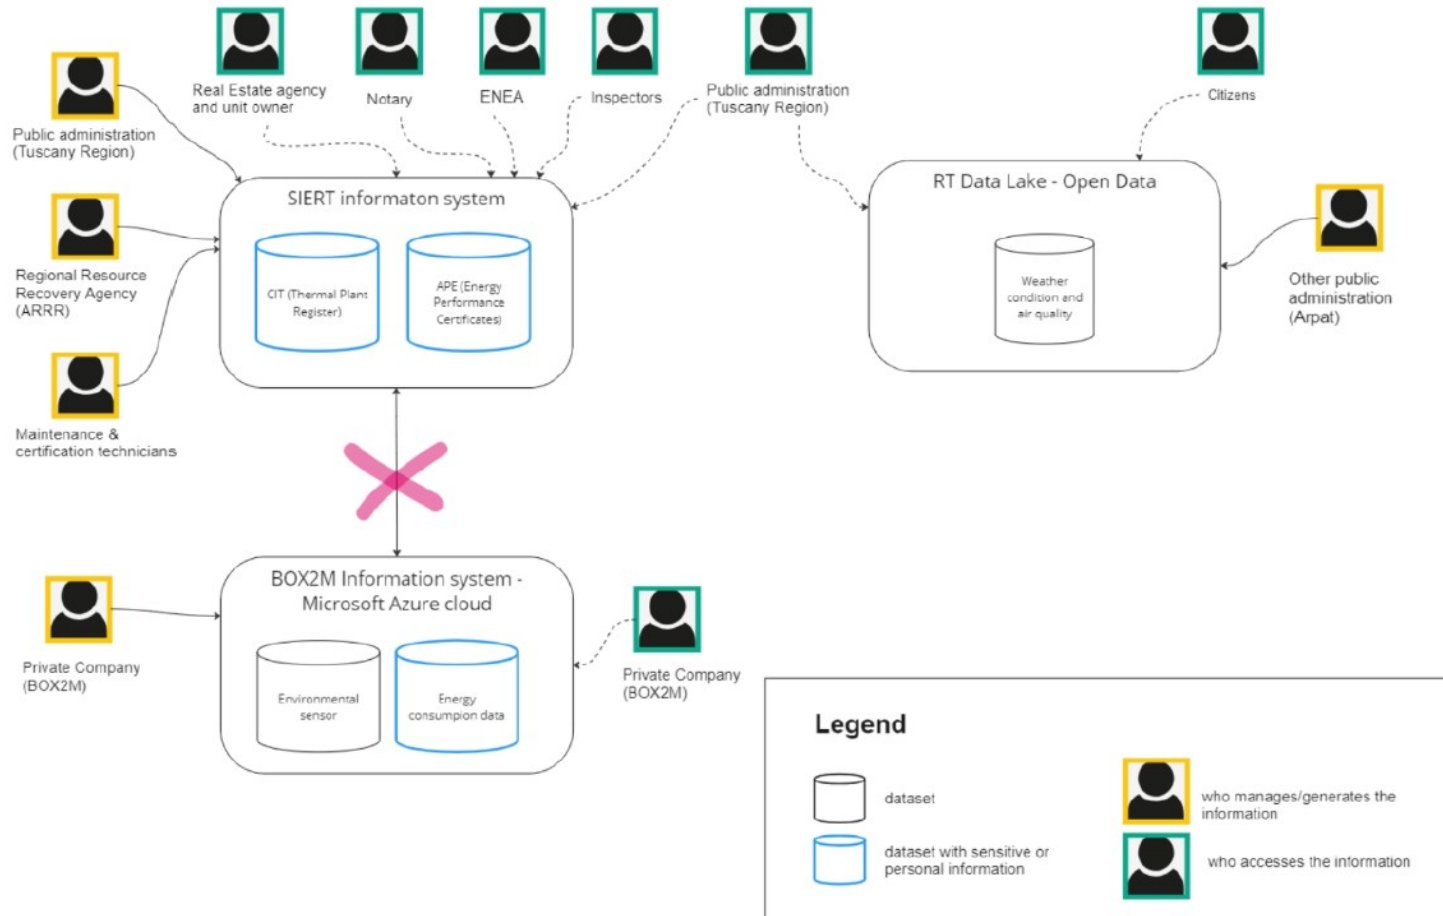 Real Estate agency
and unit owner
Notary
ENEA
Inspectors
Public administration
(Tuscany Region)
Citizens
Public administration
(Tuscany Region)
SIERT informaton system
CIT (Thermal Plant
Register)
APE (Energy
Performance
Certificates)
RT Data Lake - Open Data
Weather
condition and
air quality
Regional Resource
Recovery Agency
(ARRR)
Other public
administration
(Arpat)
Maintenance &
certification technicians
BOX2M Information system -
Microsoft Azure cloud
Environmental
sensor
Energy
consumpion data
Private Company
(BOX2M)
Private Company
(BOX2M)
Legend
dataset
dataset with sensitive or
personal information
who manages/generates the
information
who accesses the information